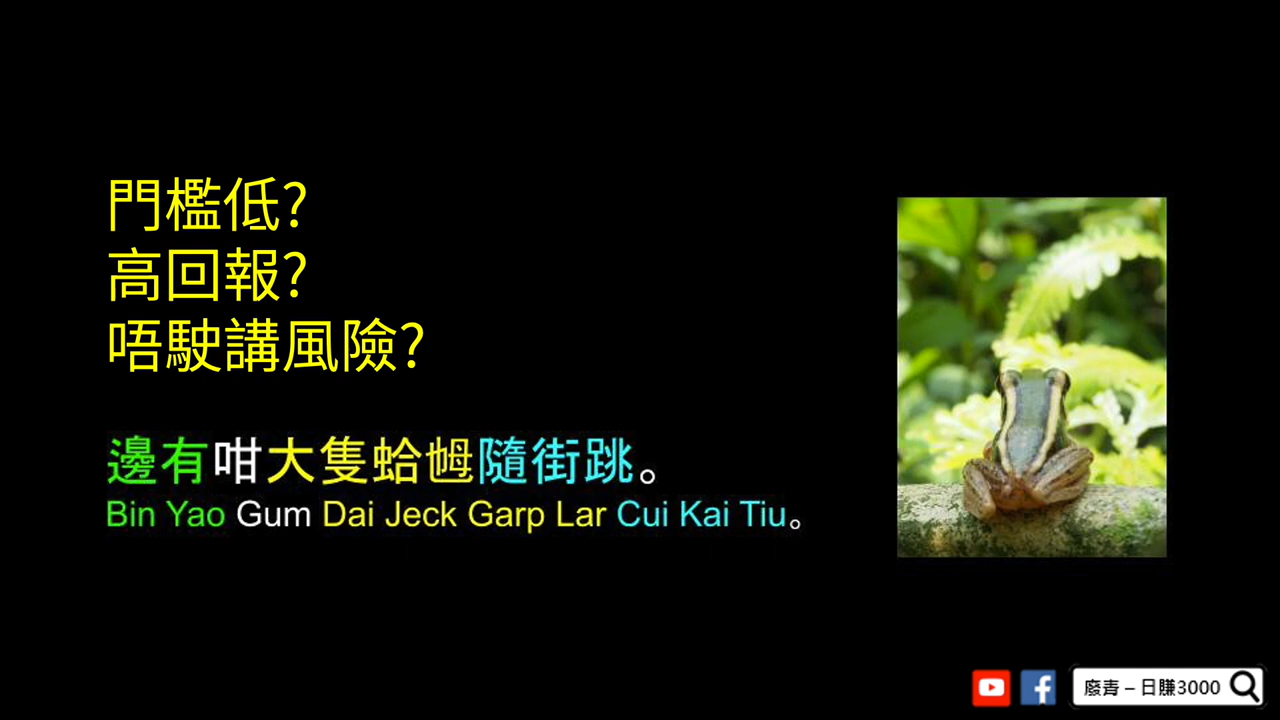 門檻低?
高回報?
唔駛講風險?
邊有咁大隻蛤乸隨街跳。
Bin Yao Gum Dai Jeck Garp Lar Cui Kai Tiu。
廢青 – 日賺3000